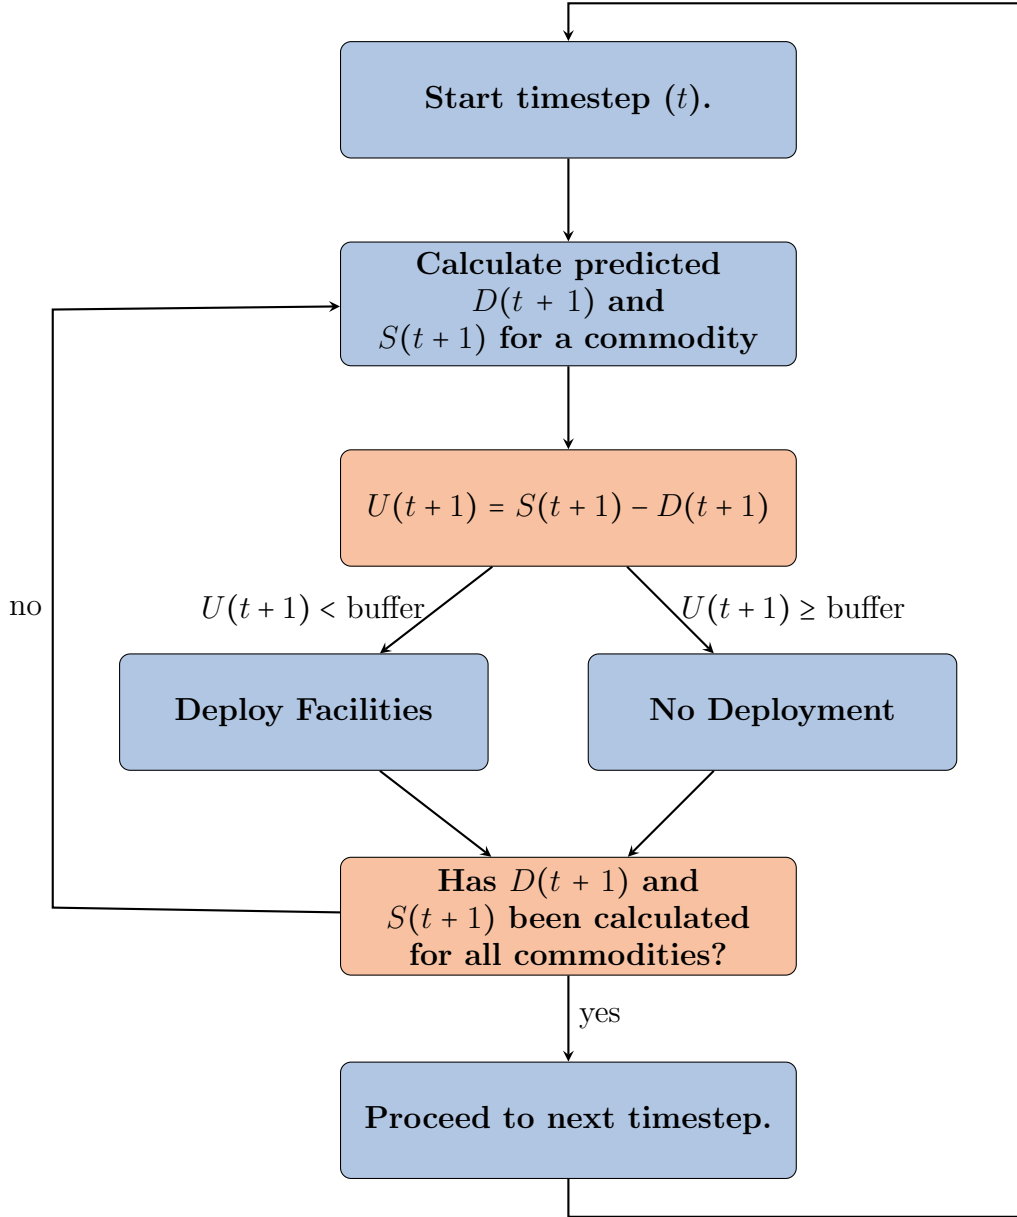 Start timestep (t).
Calculate predicted
D(t + 1) and
S(t + 1) for a commodity
U(t + 1) = S(t + 1) − D(t + 1)
U(t + 1) < buffer
U(t + 1) ≥ buffer
no
Deploy Facilities
No Deployment
Has D(t + 1) and
S(t + 1) been calculated
for all commodities?
yes
Proceed to next timestep.